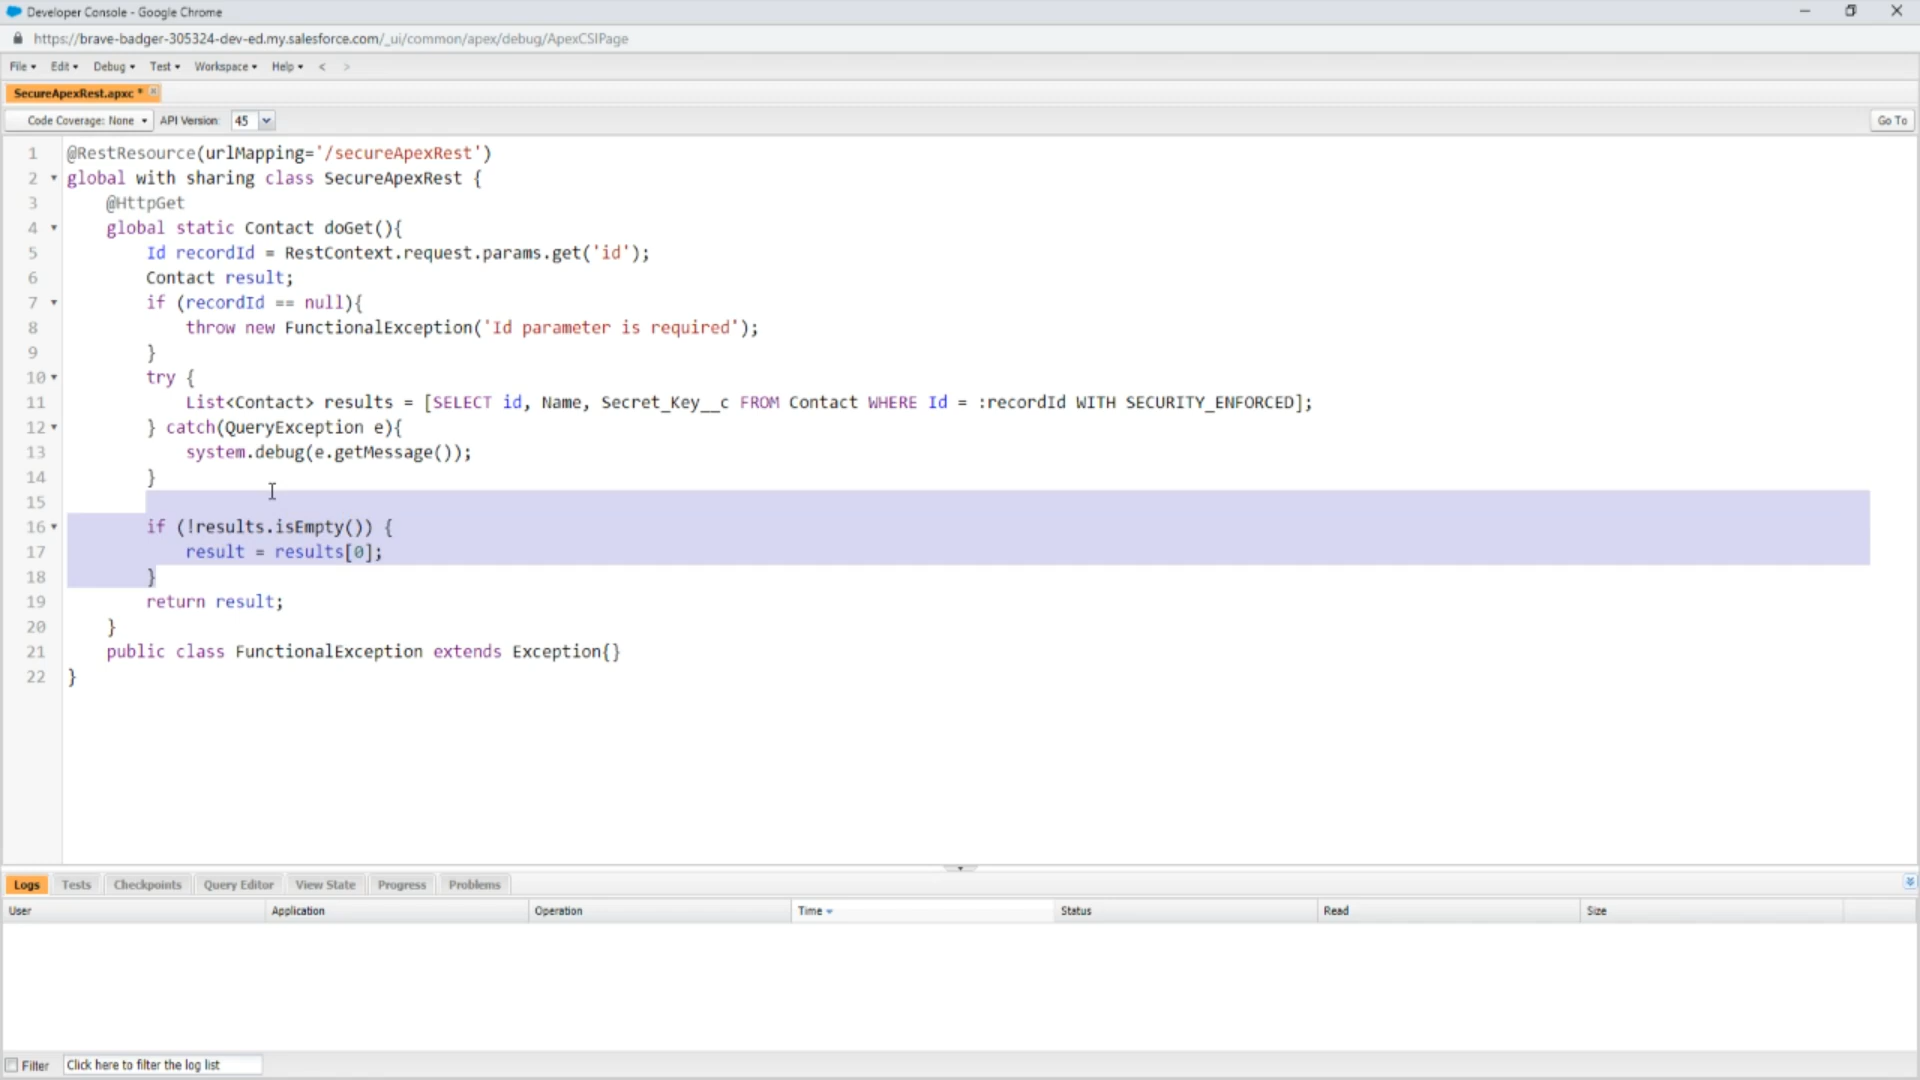 Developer Console - Google Chrome
https://brave-badger-305324-dev-ed.my.salesforce.com/_ui/common/apex/debug/ApexCSIPage
File Edit Debug Test Workspace Help < >
SecureApexRest.apxc *
Code Coverage: None API Version: 45 Go To
1 @RestResource(urlMapping='/secureApexRest')
2 global with sharing class SecureApexRest {
3 @HttpGet
4 global static Contact doGet(){
5 Id recordId = RestContext.request.params.get('id');
6 Contact result;
7 if (recordId == null){
8 throw new FunctionalException('Id parameter is required');
9 }
10 try {
11 List<Contact> results = [SELECT id, Name, Secret_Key__c FROM Contact WHERE Id = :recordId WITH SECURITY_ENFORCED];
12 } catch(QueryException e){
13 system.debug(e.getMessage());
14 }
15
16 if (!results.isEmpty()) {
17 result = results[0];
18 }
19 return result;
20 }
21 public class FunctionalException extends Exception{}
22 }
Logs Tests Checkpoints Query Editor View State Progress Problems
User Application Operation Time Status Read Size
Filter Click here to filter the log list